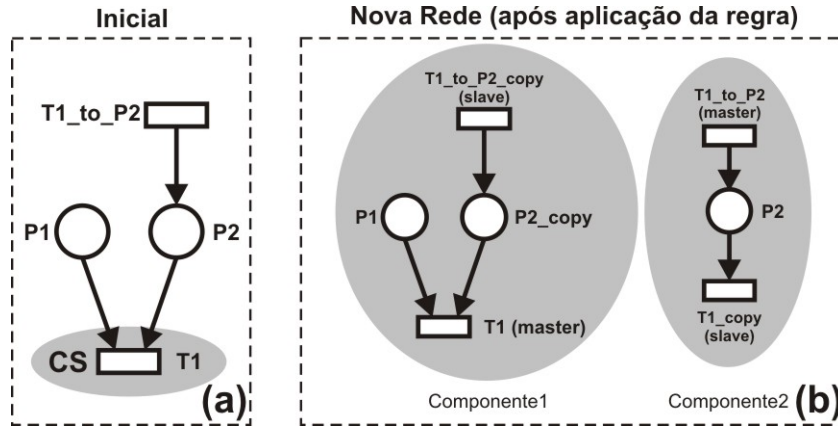 Inicial
T1_to_P2
P1
P2
CS
T1
(a)
Nova Rede (após aplicação da regra)
T1_to_P2_copy
(slave)
P1
P2_copy
T1 (master)
Componente1
T1_to_P2
(master)
P2
T1_copy
(slave)
Componente2
(b)